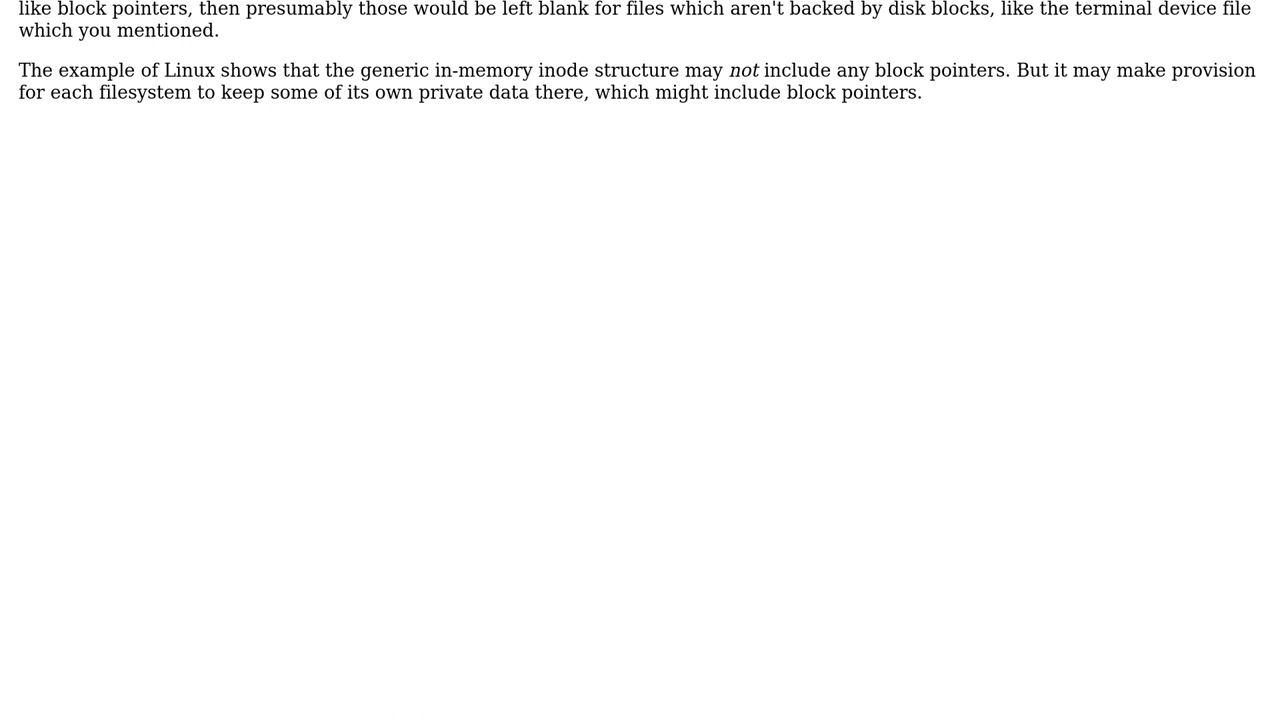 like block pointers, then presumably those would be left blank for files which aren't backed by disk blocks, like the terminal device file
which you mentioned.
The example of Linux shows that the generic in-memory inode structure may not include any block pointers. But it may make provision
for each filesystem to keep some of its own private data there, which might include block pointers.